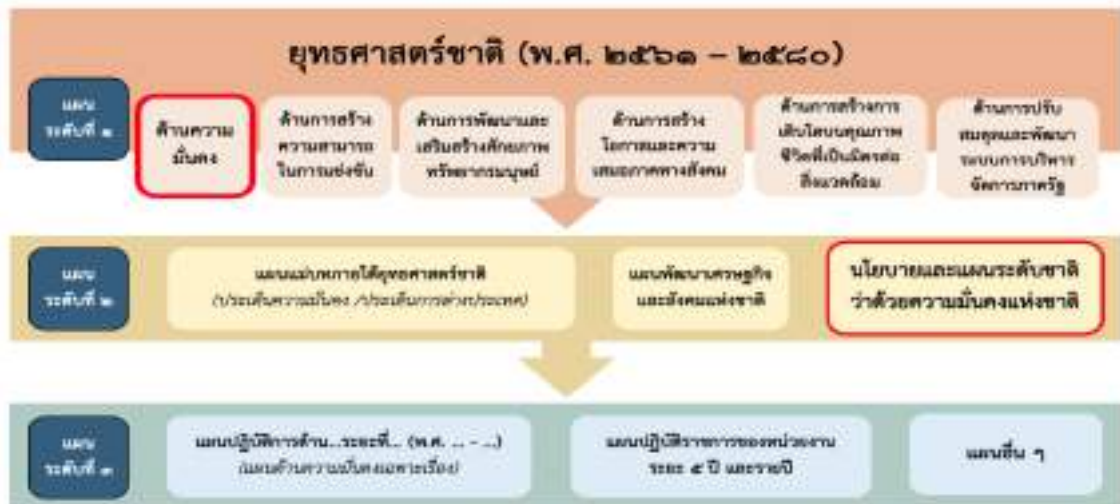 ยุทธศาสตร์ชาติ (พ.ศ. ๒๕๖๑ – ๒๕๘๐)
แผน
ระดับที่ ๑
ด้านความ
มั่นคง
ด้านการสร้าง
ความสามารถ
ในการแข่งขัน
ด้านการพัฒนาและ
เสริมสร้างศักยภาพ
ทรัพยากรมนุษย์
ด้านการสร้าง
โอกาสและความ
เสมอภาคทางสังคม
ด้านการสร้างการ
เติบโตบนคุณภาพ
ชีวิตที่เป็นมิตรต่อ
สิ่งแวดล้อม
ด้านการปรับ
สมดุลและพัฒนา
ระบบการบริหาร
จัดการภาครัฐ
แผน
ระดับที่ ๒
แผนแม่บทภายใต้ยุทธศาสตร์ชาติ
(ประเด็นความมั่นคง /ประเด็นการต่างประเทศ)
แผนพัฒนาเศรษฐกิจ
และสังคมแห่งชาติ
นโยบายและแผนระดับชาติ
ว่าด้วยความมั่นคงแห่งชาติ
แผน
ระดับที่ ๓
แผนปฏิบัติการด้าน...ระยะที่... (พ.ศ. ... - ...)
(แผนด้านความมั่นคงเฉพาะเรื่อง)
แผนปฏิบัติราชการของหน่วยงาน
ระยะ ๕ ปี และรายปี
แผนอื่น ๆ